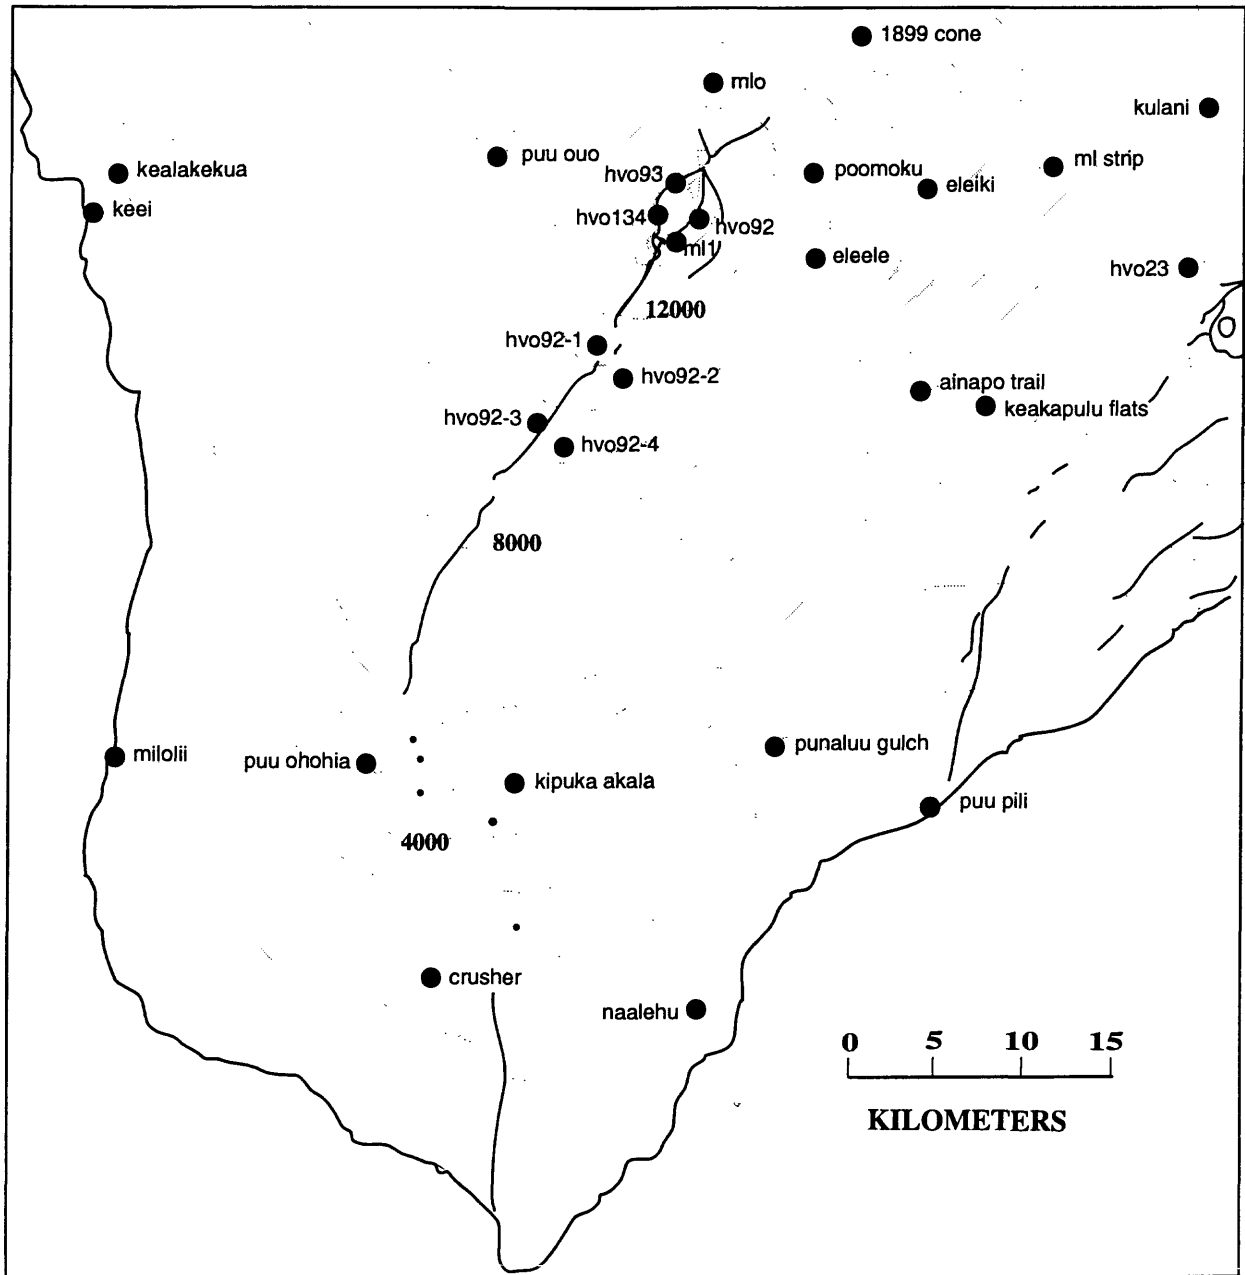 1899 cone
mlo
kulani
puu ouo
ml strip
kealakekua
hvo93
poomoku
eleiki
keei
hvo134
hvo92
ml1
eleele
hvo23
12000
hvo92-1
hvo92-2
ainapo trail
keakapulu flats
hvo92-3
hvo92-4
8000
milolii
puu ohohia
punaluu gulch
kipuka akala
puu pili
4000
crusher
naalehu
0 5 10 15
KILOMETERS